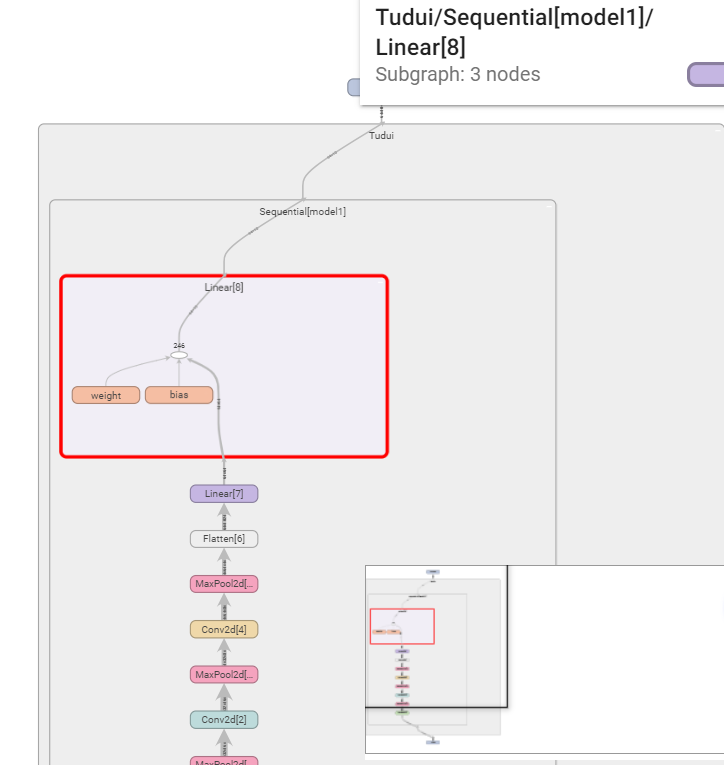 Tudui/Sequential[model1]/
Linear[8]
Subgraph: 3 nodes
Tudui
Sequential[model1]
Linear[8]
246
weight
bias
Linear[7]
Flatten[6]
MaxPool2d[...
Conv2d[4]
MaxPool2d[...
Conv2d[2]
MaxPool2d[...